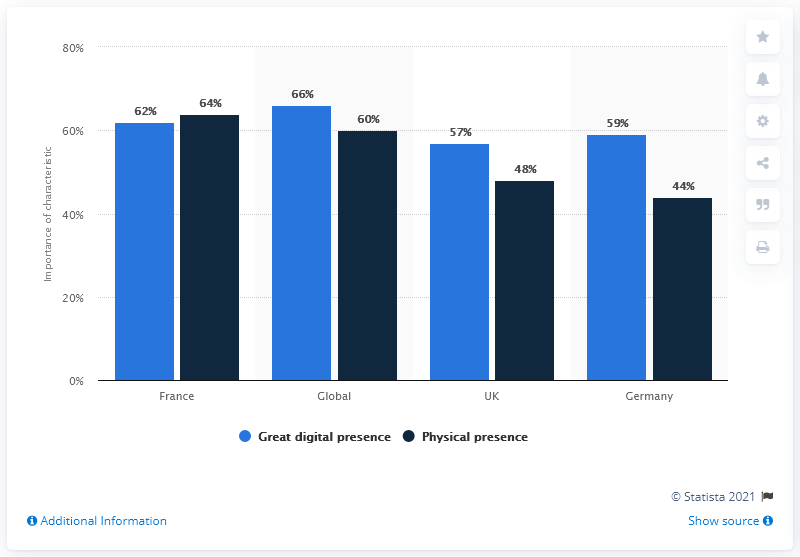 80%
60%
40%
20%
0%
Importance of characteristic
62%
64%
66%
60%
57%
48%
59%
44%
France
Global
UK
Germany
Great digital presence
Physical presence
© Statista 2021
Additional Information
Show source